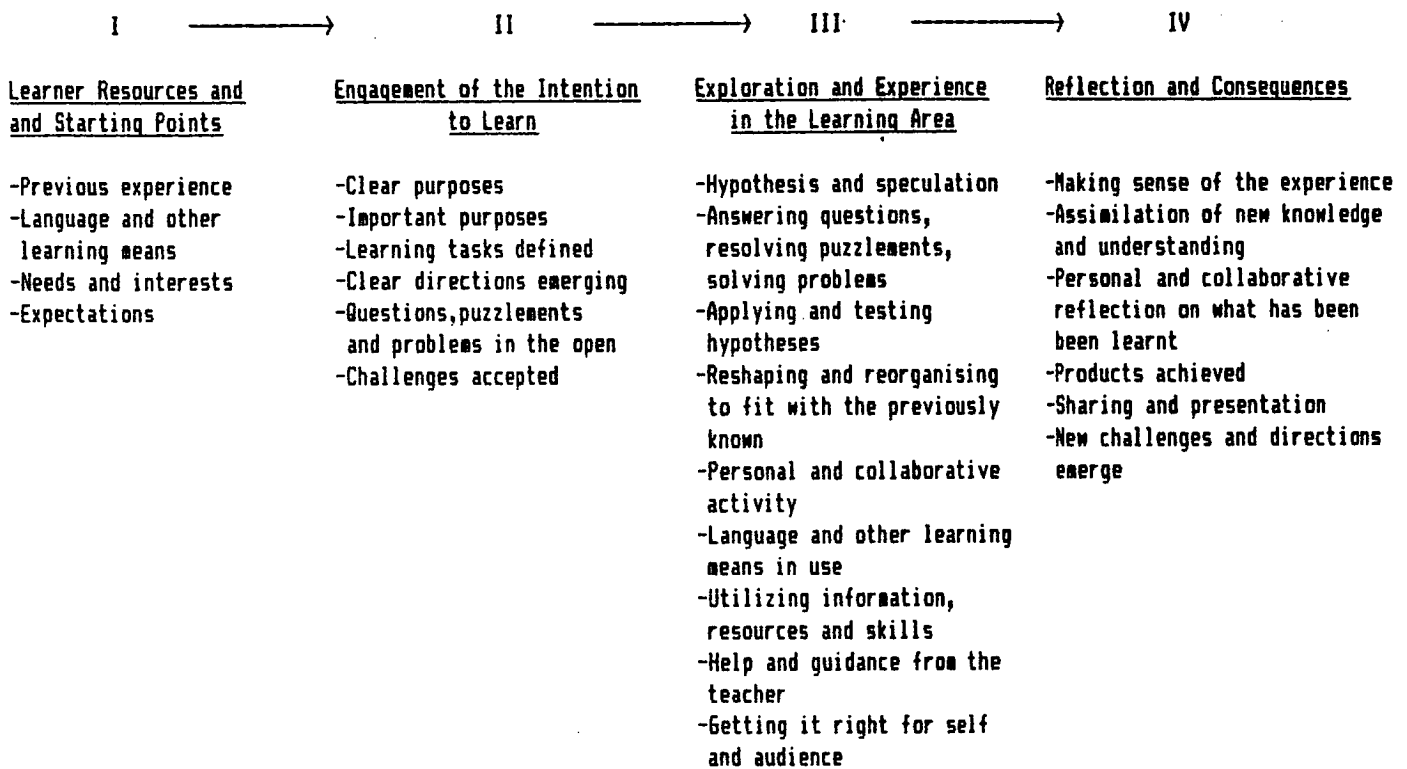 I → II → III → IV
Learner Resources and
and Starting Points
-Previous experience
-Language and other
learning means
-Needs and interests
-Expectations
Engagement of the Intention
to Learn
-Clear purposes
-Important purposes
-Learning tasks defined
-Clear directions emerging
-Questions,puzzlements
and problems in the open
-Challenges accepted
Exploration and Experience
in the Learning Area
-Hypothesis and speculation
-Answering questions,
resolving puzzlements,
solving problems
-Applying and testing
hypotheses
-Reshaping and reorganising
to fit with the previously
known
-Personal and collaborative
activity
-Language and other learning
means in use
-Utilizing information,
resources and skills
-Help and guidance from the
teacher
-Getting it right for self
and audience
Reflection and Consequences
-Making sense of the experience
-Assimilation of new knowledge
and understanding
-Personal and collaborative
reflection on what has been
been learnt
-Products achieved
-Sharing and presentation
-New challenges and directions
emerge